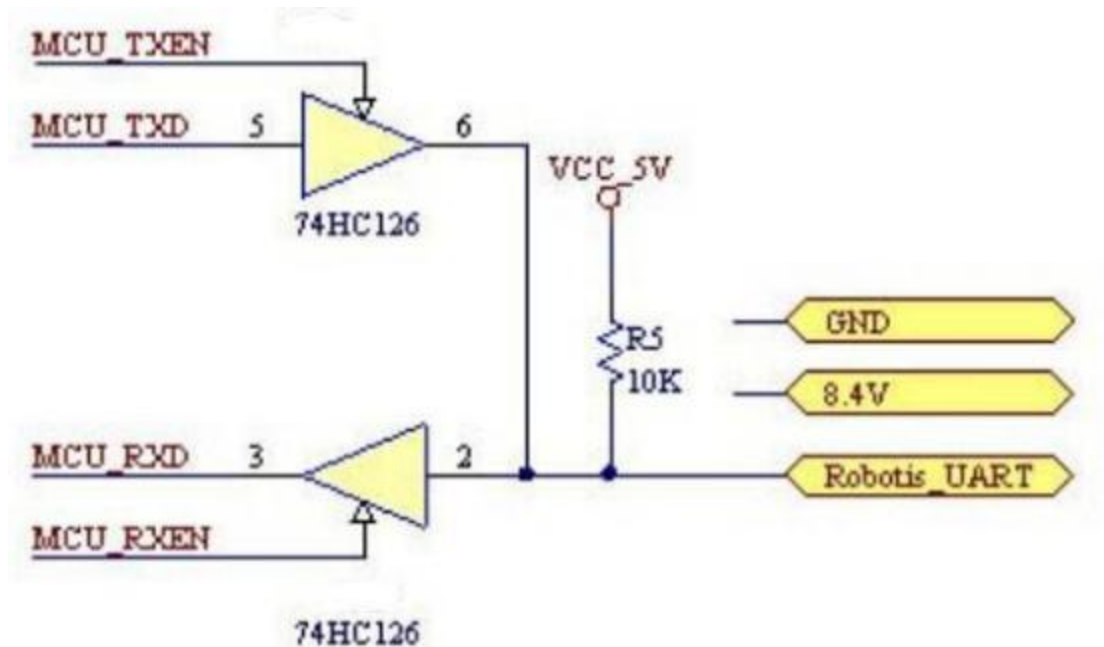 MCU_TXEN
MCU_TXD 5 6
74HC126
VCC_5V
R5
10K
GND
8.4V
MCU_RXD 3 2
Robotis_UART
MCU_RXEN
74HC126